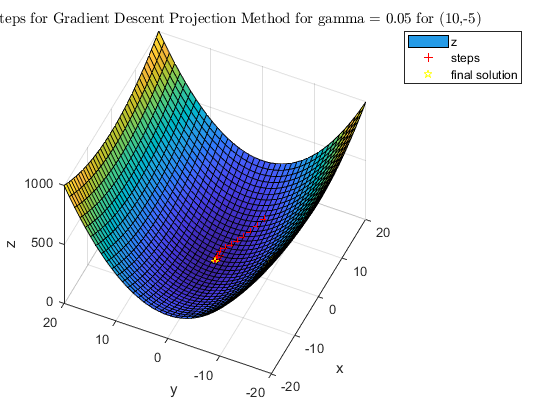 teps for Gradient Descent Projection Method for gamma = 0.05 for (10,-5)
z
steps
final solution
1000
500
0
z
20
10
0
-10
-20
y
20
10
0
-10
-20
x